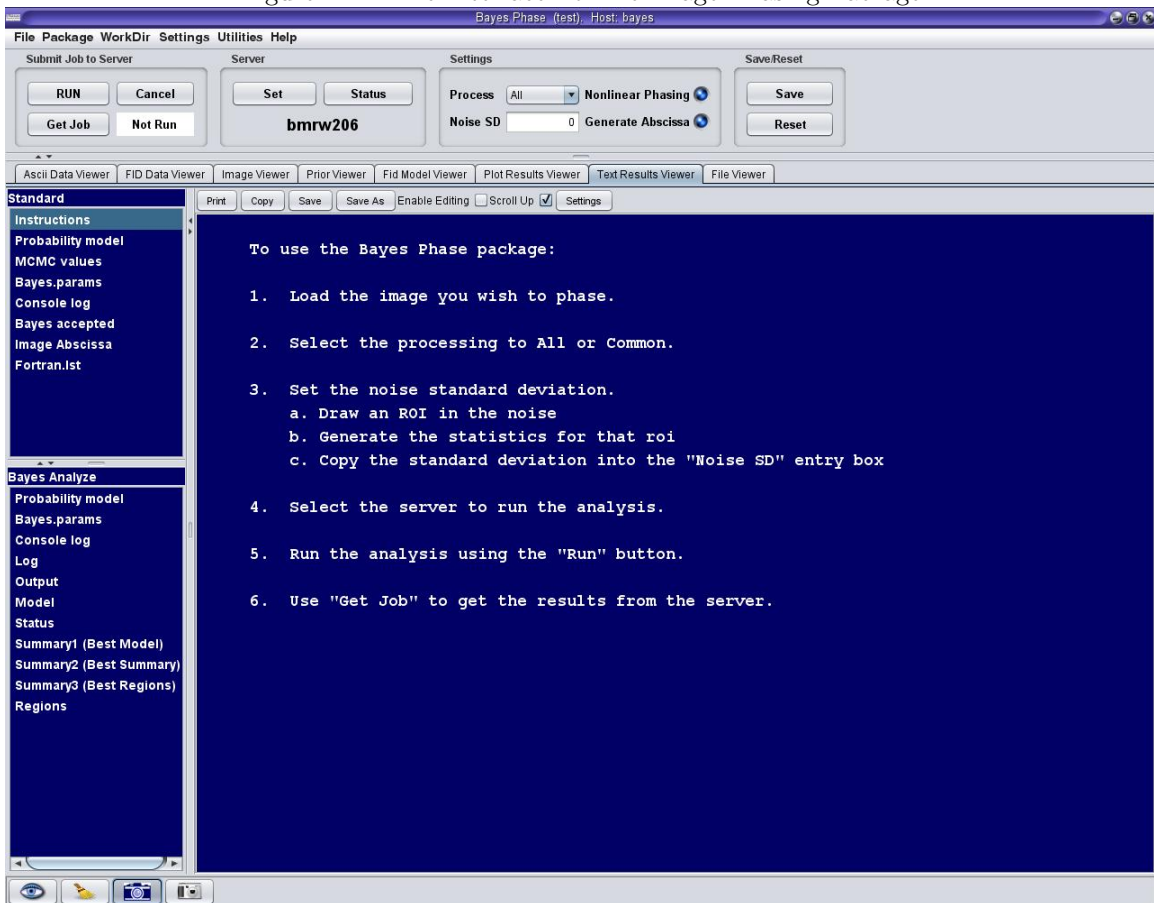 Bayes Phase (test), Host: bayes
File Package WorkDir Settings Utilities Help
Submit Job to Server
Server
Settings
Save/Reset
RUN Cancel
Set Status
Process All Nonlinear Phasing
Save
Get Job Not Run
bmrw206
Noise SD 0 Generate Abscissa
Reset
Ascii Data Viewer FID Data Viewer Image Viewer Prior Viewer Fid Model Viewer Plot Results Viewer Text Results Viewer File Viewer
Standard
Print Copy Save Save As Enable Editing Scroll Up Settings
Instructions
Probability model
MCMC values
Bayes.params
Console log
Bayes accepted
Image Abscissa
Fortran.lst
To use the Bayes Phase package:
1. Load the image you wish to phase.
2. Select the processing to All or Common.
3. Set the noise standard deviation.
a. Draw an ROI in the noise
b. Generate the statistics for that roi
c. Copy the standard deviation into the "Noise SD" entry box
4. Select the server to run the analysis.
5. Run the analysis using the "Run" button.
6. Use "Get Job" to get the results from the server.
Bayes Analyze
Probability model
Bayes.params
Console log
Log
Output
Model
Status
Summary1 (Best Model)
Summary2 (Best Summary)
Summary3 (Best Regions)
Regions